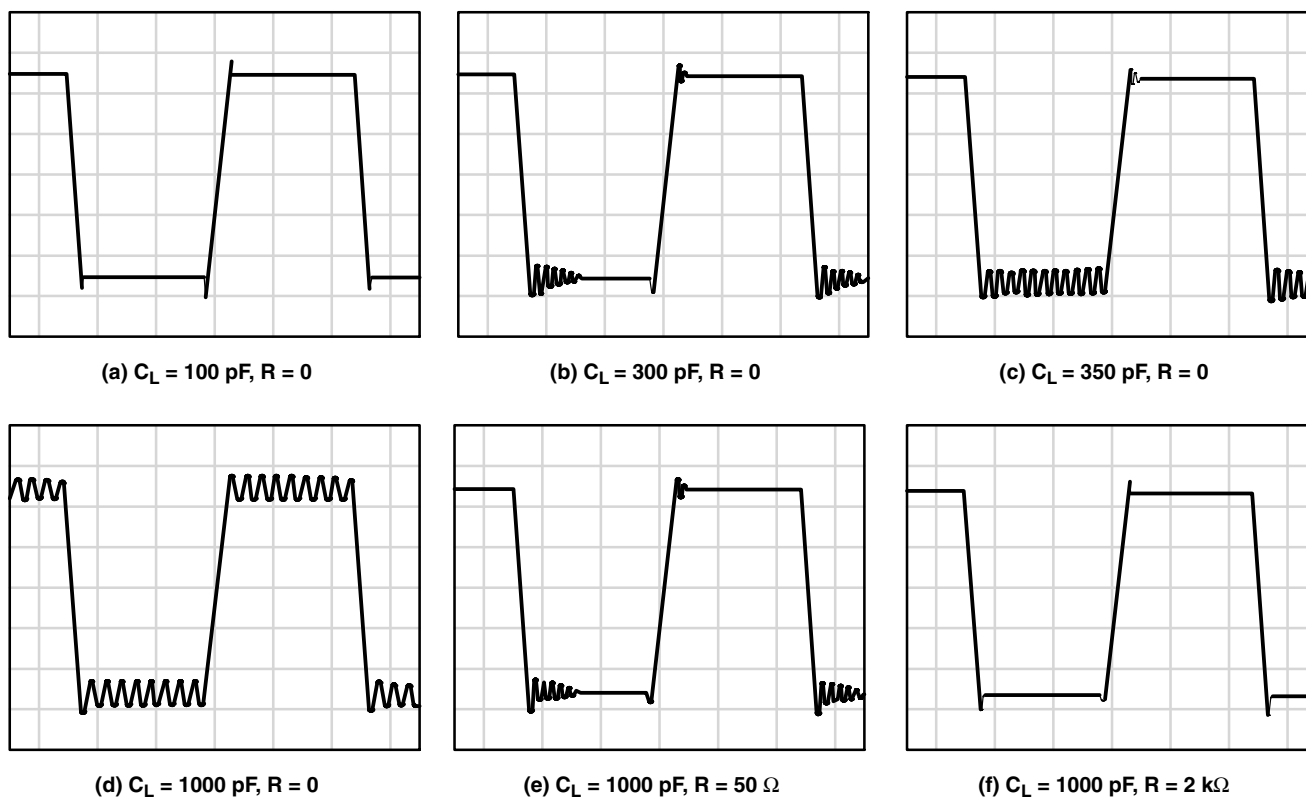 (a) C_L = 100 pF, R = 0
(b) C_L = 300 pF, R = 0
(c) C_L = 350 pF, R = 0
(d) C_L = 1000 pF, R = 0
(e) C_L = 1000 pF, R = 50 Ω
(f) C_L = 1000 pF, R = 2 kΩ